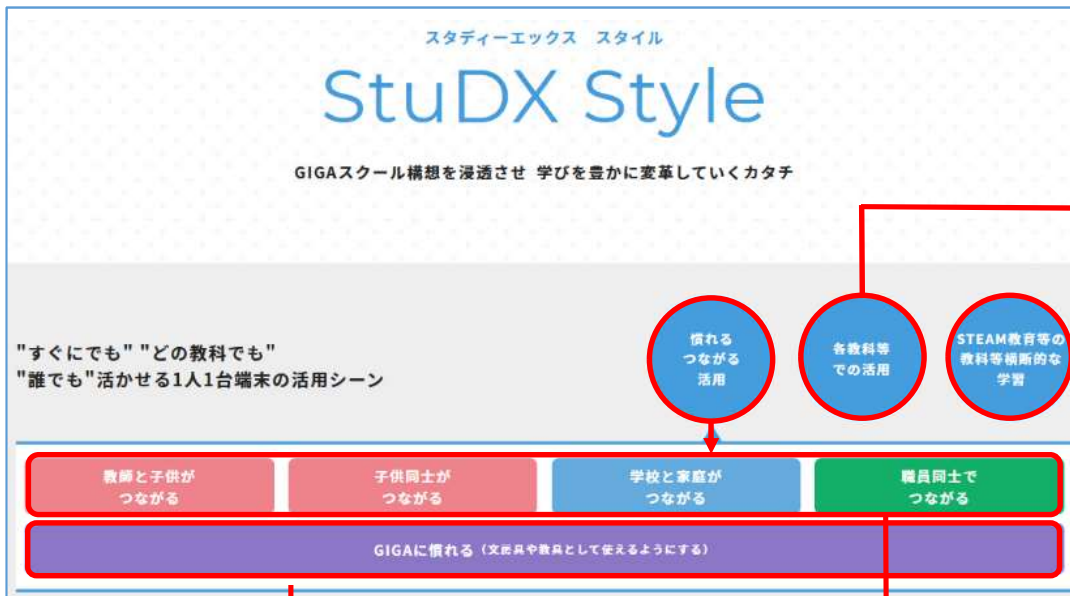 スタディーエックス スタイル
StuDX Style
GIGAスクール構想を浸透させ 学びを豊かに変革していくカタチ
"すぐにでも" "どの教科でも"
"誰でも"活かせる1人1台端末の活用シーン
慣れる
つながる
活用
各教科等
での活用
STEAM教育等の
教科等横断的な
学習
教師と子供が
つながる
子供同士が
つながる
学校と家庭が
つながる
職員同士で
つながる
GIGAに慣れる(文房具や教具として使えるようにする)